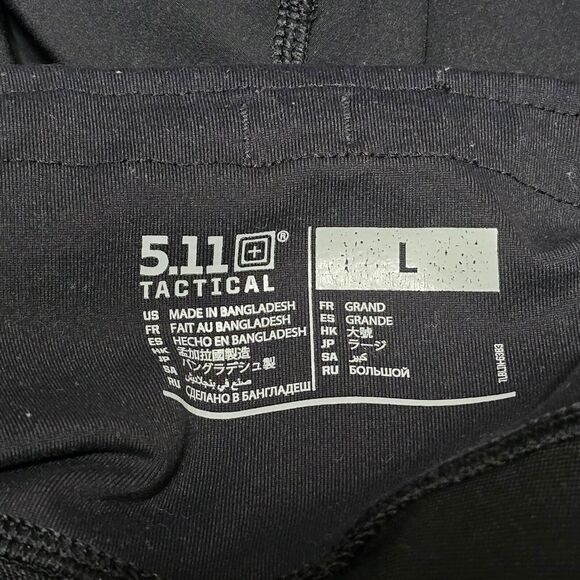 5.11 ®
TACTICAL
US MADE IN BANGLADESH
FR FAIT AU BANGLADESH
ES HECHO EN BANGLADESH
HK 孟加拉國製造
JP バングラデシュ製
SA صنع في بنجلاديش
RU СДЕЛАНО В БАНГЛАДЕШ
L
FR GRAND
ES GRANDE
HK 大號
JP ラージ
SA كبير
RU БОЛЬШОЙ